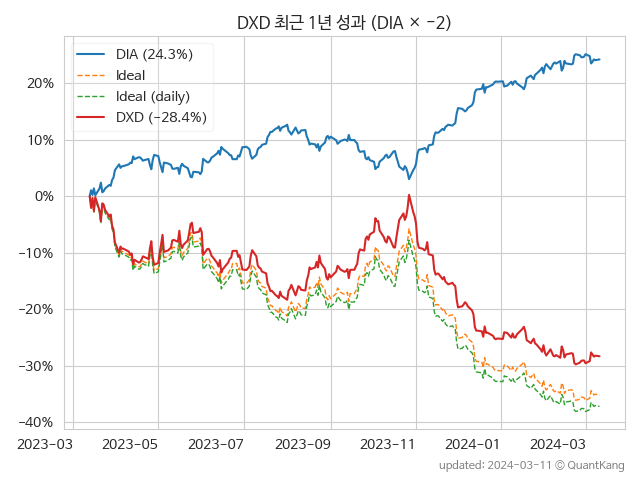 DXD 최근 1년 성과 (DIA × −2)
DIA (24.3%)
Ideal
Ideal (daily)
DXD (−28.4%)
20%
10%
0%
−10%
−20%
−30%
−40%
2023-03 2023-05 2023-07 2023-09 2023-11 2024-01 2024-03
updated: 2024-03-11 © QuantKang